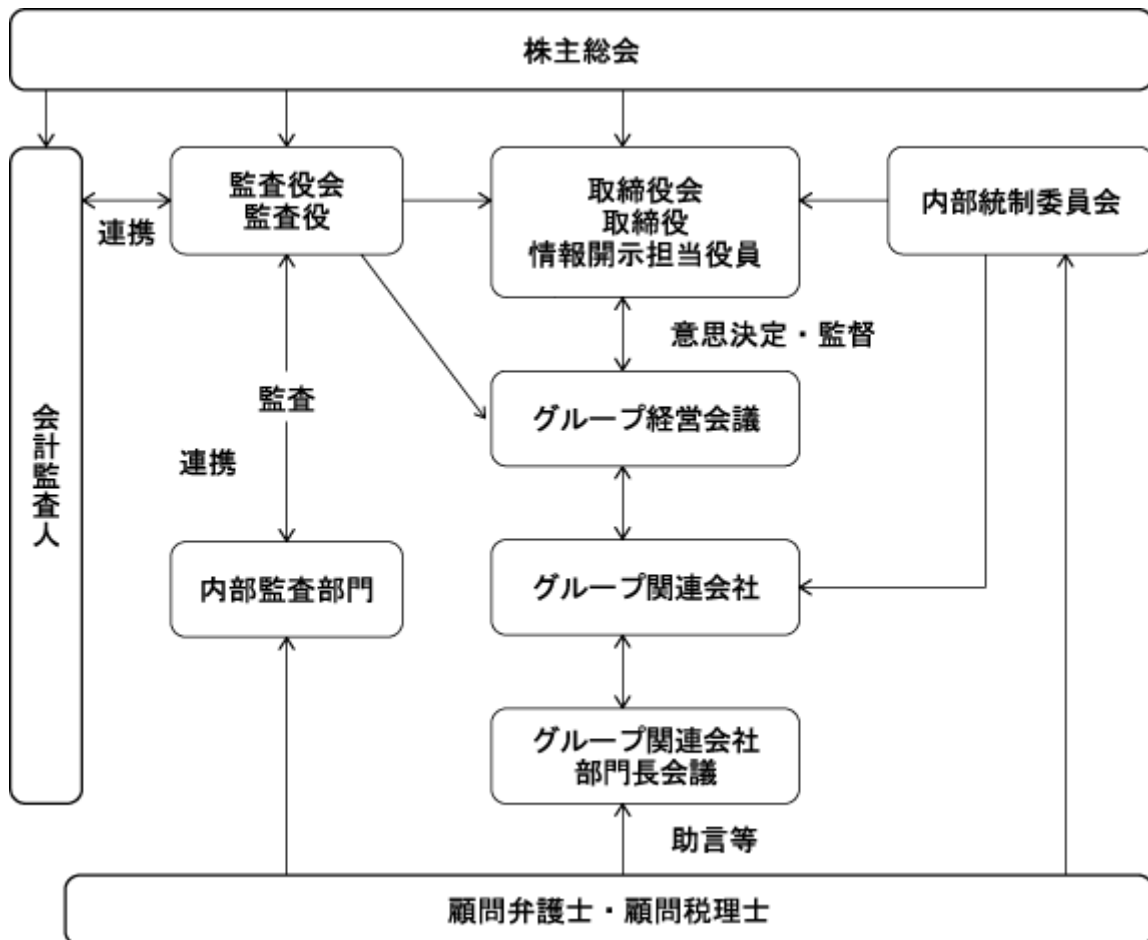 株主総会
監査役会
監査役
取締役会
取締役
情報開示担当役員
内部統制委員会
連携
意思決定・監督
監査
グループ経営会議
会計監査人
連携
内部監査部門
グループ関連会社
グループ関連会社
部門長会議
助言等
顧問弁護士・顧問税理士